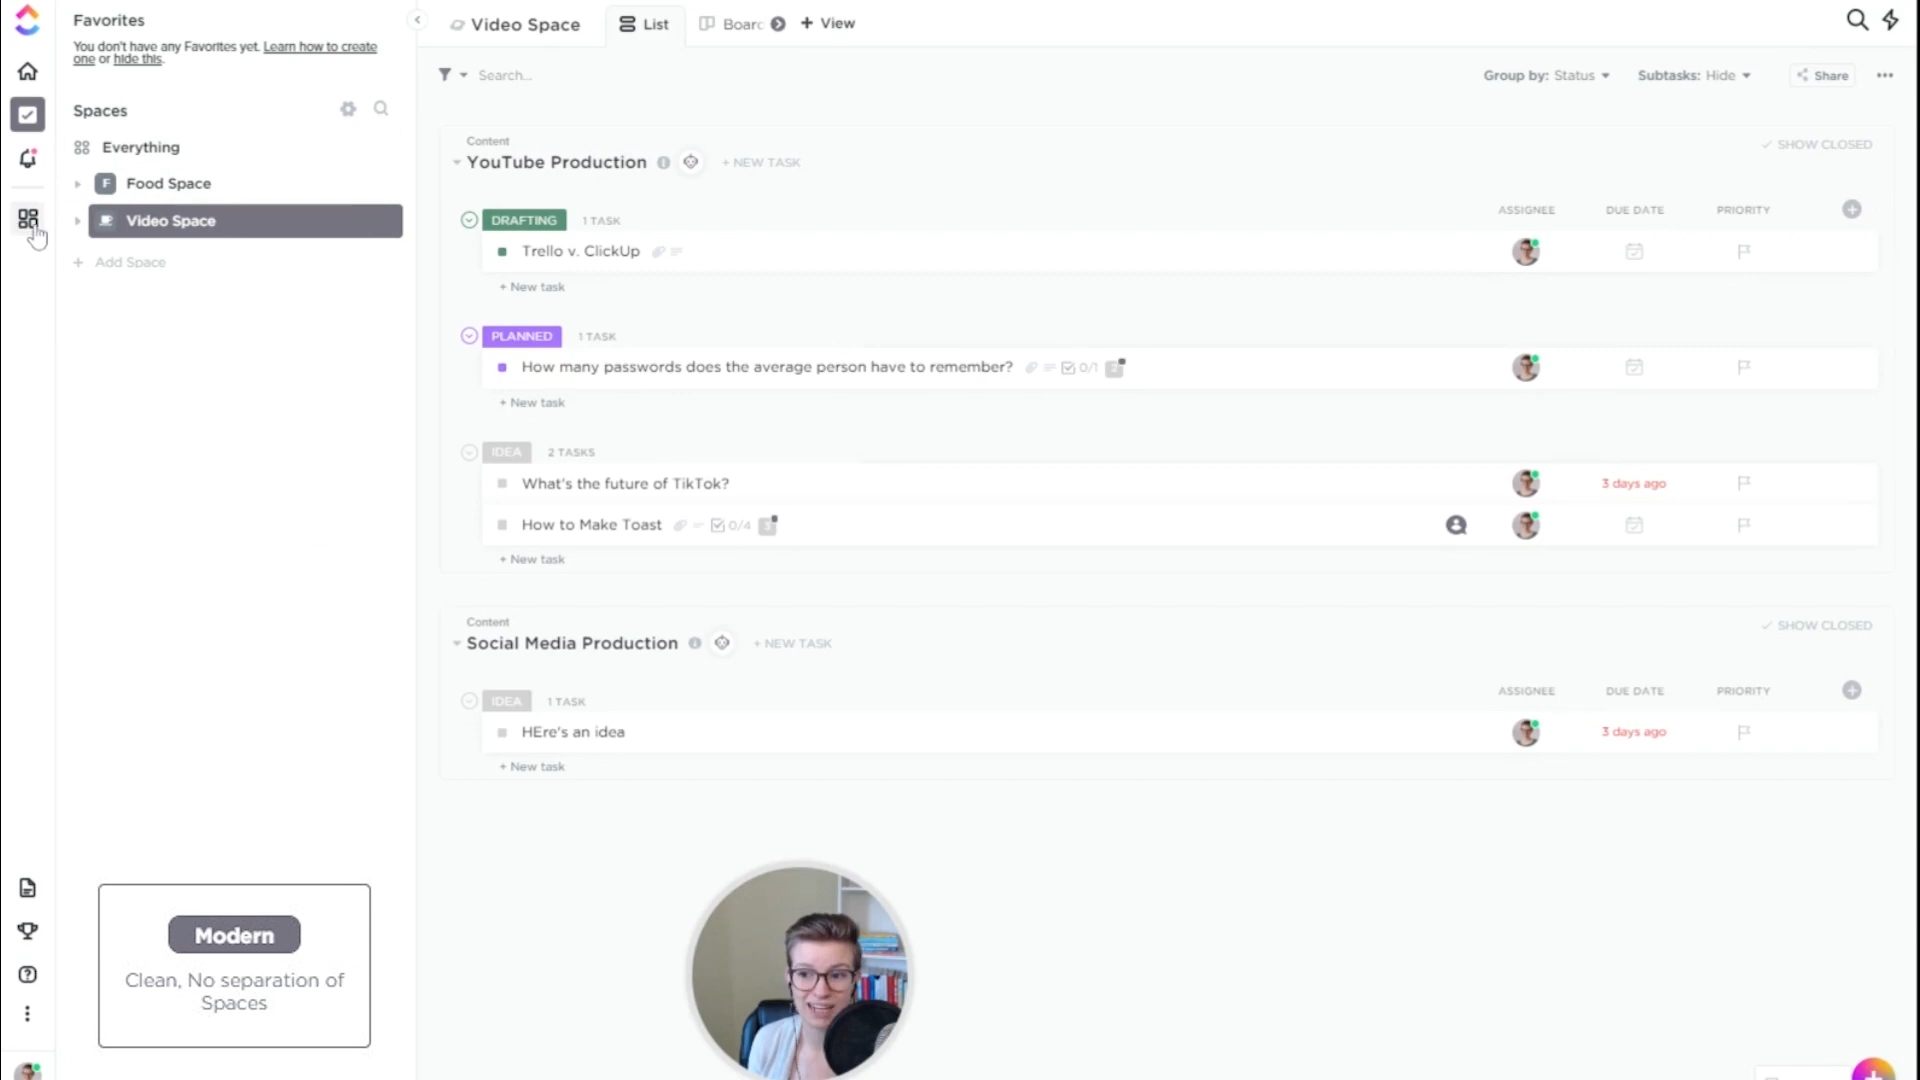 Favorites
You don't have any Favorites yet. Learn how to create
one or hide this.
Spaces
Everything
F Food Space
Video Space
+ Add Space
Modern
Clean, No separation of
Spaces
Video Space
List
Board
+ View
Search...
Group by: Status
Subtasks: Hide
Share
Content
YouTube Production
+ NEW TASK
SHOW CLOSED
DRAFTING 1 TASK
ASSIGNEE DUE DATE PRIORITY
Trello v. ClickUp
+ New task
PLANNED 1 TASK
How many passwords does the average person have to remember? 0/1 2
+ New task
IDEA 2 TASKS
What's the future of TikTok? 3 days ago
How to Make Toast 0/4 3
+ New task
Content
Social Media Production
+ NEW TASK
SHOW CLOSED
IDEA 1 TASK
ASSIGNEE DUE DATE PRIORITY
HEre's an idea 3 days ago
+ New task